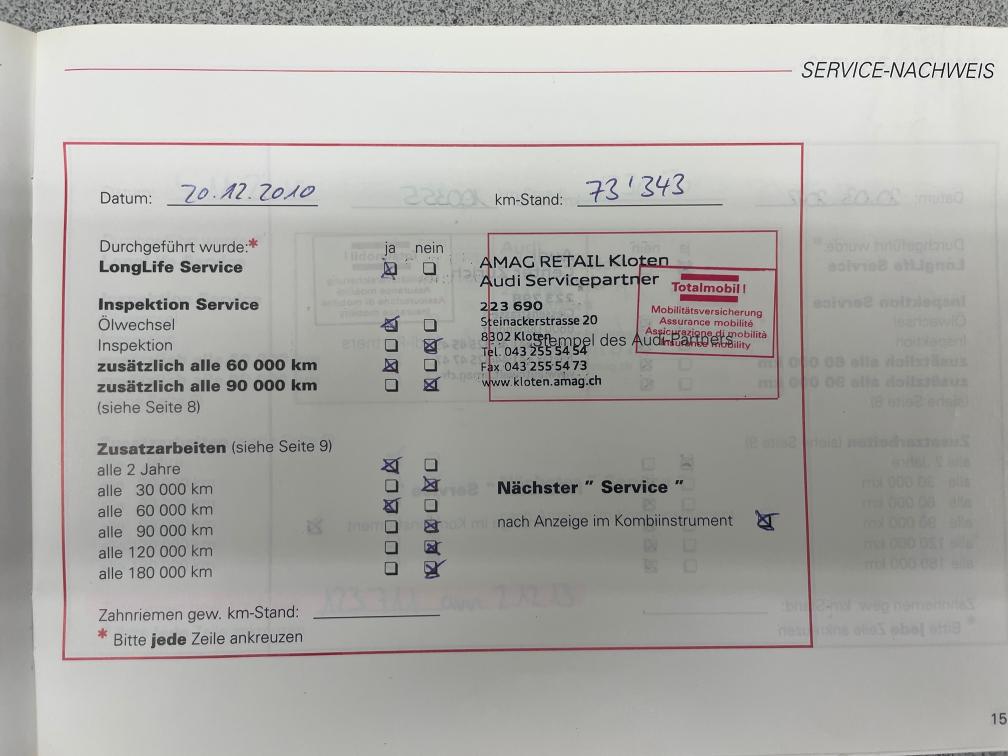 SERVICE-NACHWEIS
Datum: 20.12.2010 km-Stand: 73'343
Durchgeführt wurde:* ja nein
LongLife Service
Inspektion Service
Ölwechsel
Inspektion
zusätzlich alle 60 000 km
zusätzlich alle 90 000 km
(siehe Seite 8)
AMAG RETAIL Kloten
Audi Servicepartner
223 690
Steinackerstrasse 20
8302 Kloten
Tel. 043 255 54 54
Fax 043 255 54 73
www.kloten.amag.ch
Stempel des Audi-Partners
Totalmobil!
Mobilitätsversicherung
Assurance mobilité
Assicurazione di mobilità
Insurance mobility
Zusatzarbeiten (siehe Seite 9)
alle 2 Jahre
alle 30 000 km
alle 60 000 km
alle 90 000 km
alle 120 000 km
alle 180 000 km
Nächster " Service "
nach Anzeige im Kombiinstrument
Zahnriemen gew. km-Stand:
* Bitte jede Zeile ankreuzen
15